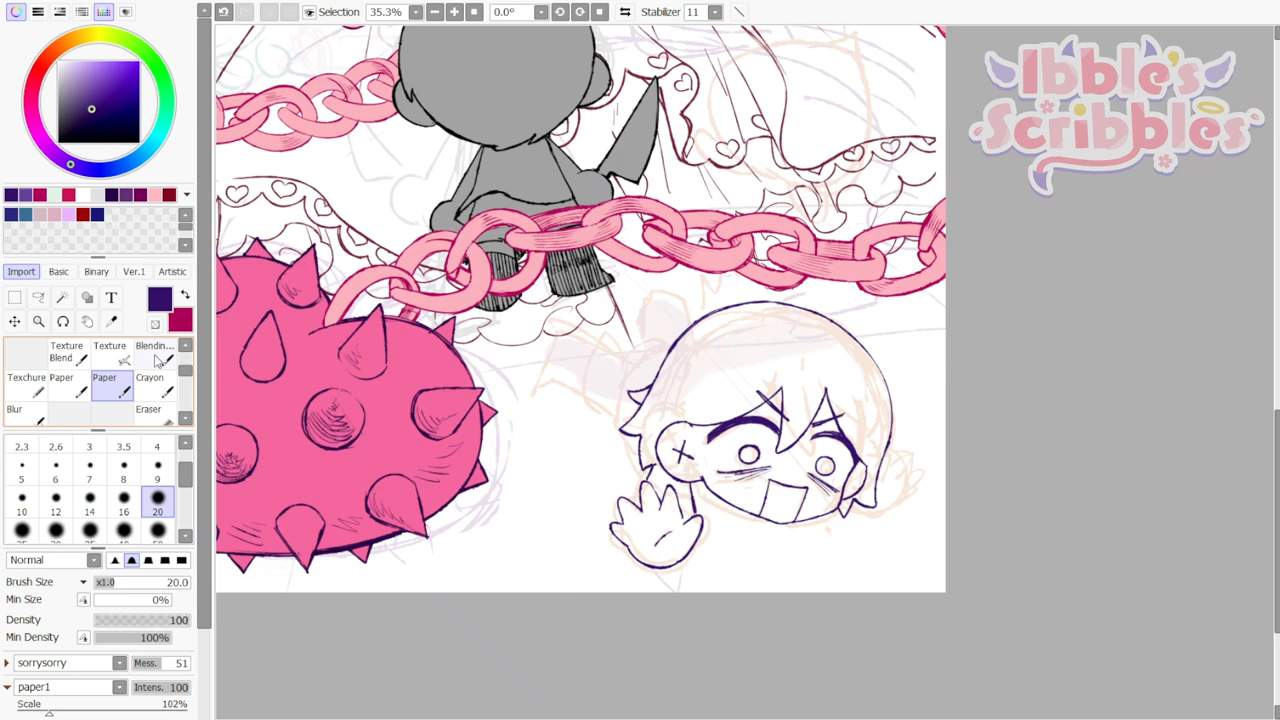 Selection 35.3% 0.0° Stabilizer 11
Ibble's
Scribbles
Import Basic Binary Ver.1 Artistic
T
Texture Blend Texture Blendin...
Texchure Paper Paper Crayon
Blur Eraser
2.3 2.6 3 3.5 4
5 6 7 8 9
10 12 14 16 20
Normal
Brush Size x1.0 20.0
Min Size 0%
Density 100
Min Density 100%
sorrysorry Mess. 51
paper1 Intens. 100
Scale 102%